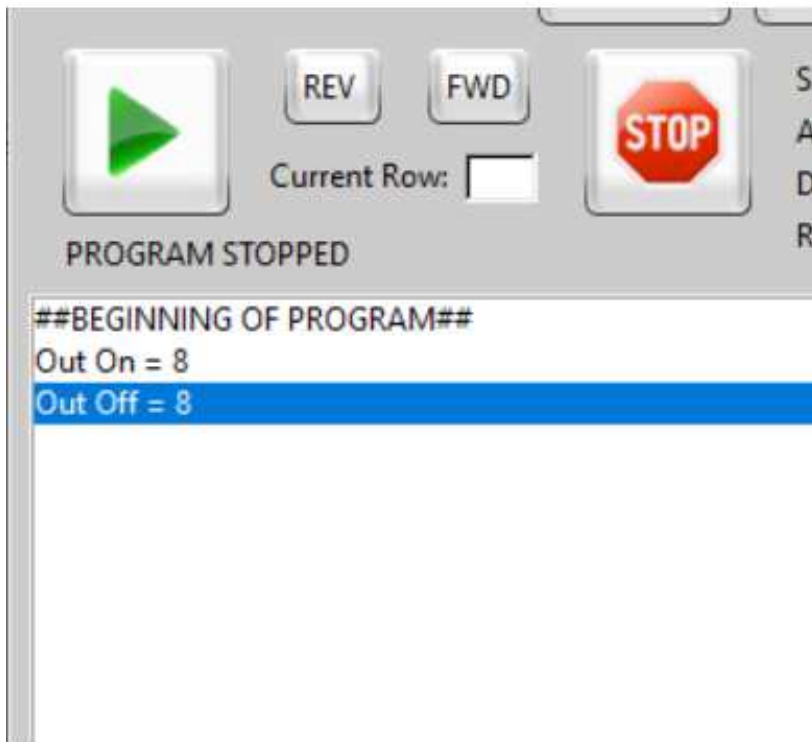 REV
FWD
STOP
Current Row:
PROGRAM STOPPED
S
A
D
R
##BEGINNING OF PROGRAM##
Out On = 8
Out Off = 8